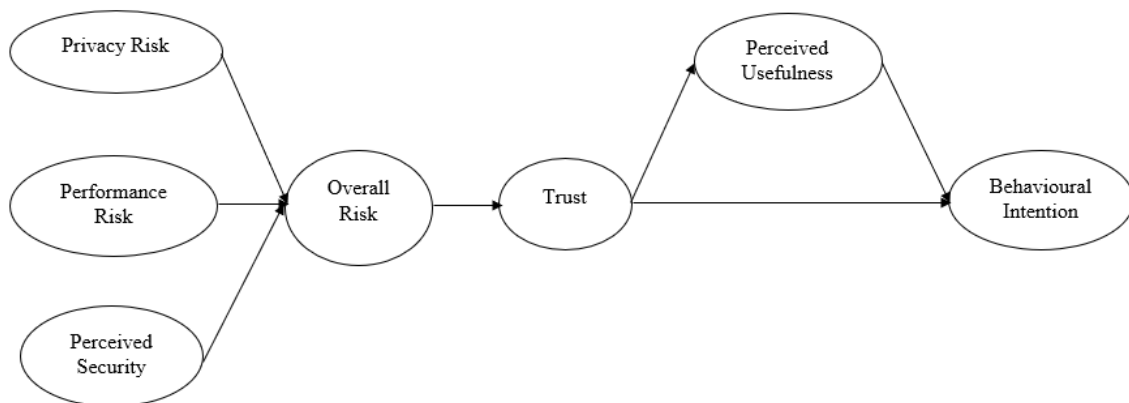 Privacy Risk
Performance
Risk
Perceived
Security
Overall
Risk
Trust
Perceived
Usefulness
Behavioural
Intention